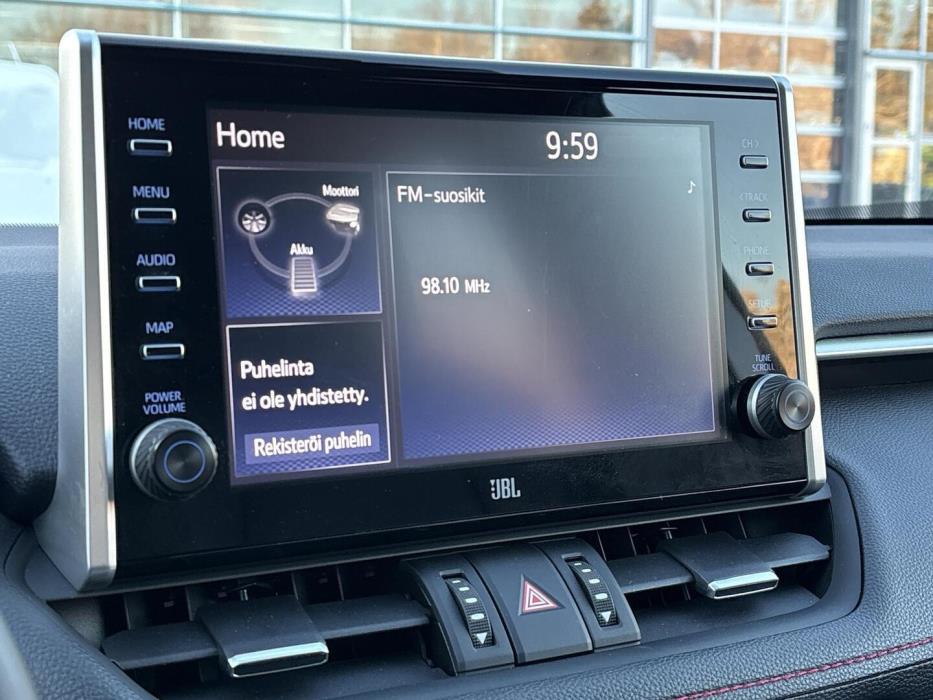 HOME
MENU
AUDIO
MAP
POWER
VOLUME
Home
9:59
Moottori
Akku
Puhelinta
ei ole yhdistetty.
Rekisteröi puhelin
FM-suosikit
98.10 MHz
CH >
< TRACK
PHONE
SETUP
TUNE
SCROLL
JBL